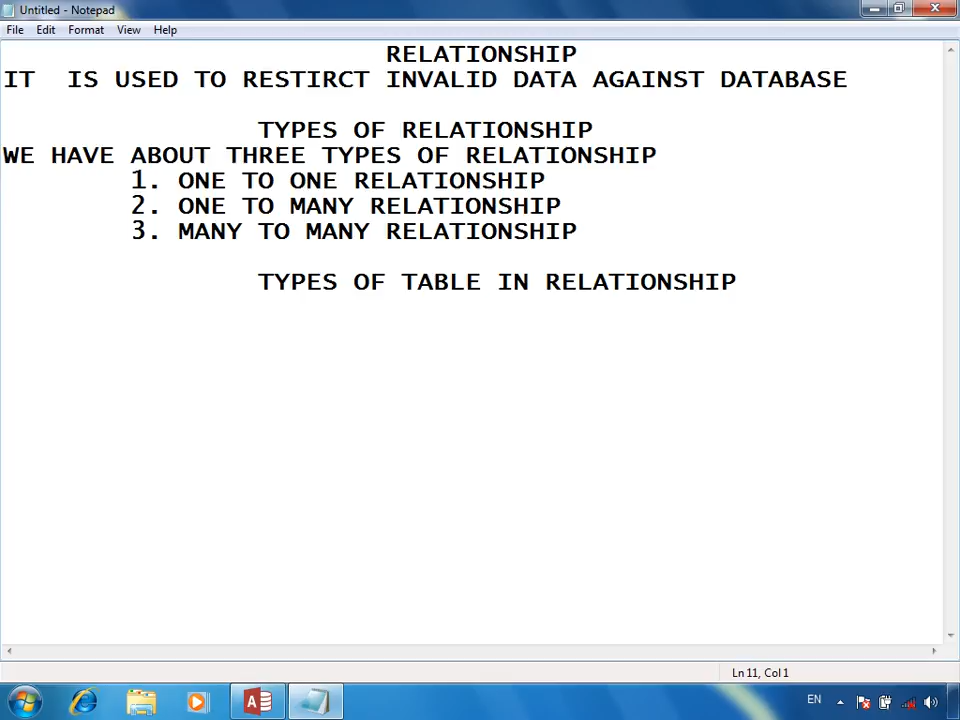 Untitled - Notepad
File Edit Format View Help
RELATIONSHIP
IT IS USED TO RESTIRCT INVALID DATA AGAINST DATABASE
TYPES OF RELATIONSHIP
WE HAVE ABOUT THREE TYPES OF RELATIONSHIP
1. ONE TO ONE RELATIONSHIP
2. ONE TO MANY RELATIONSHIP
3. MANY TO MANY RELATIONSHIP
TYPES OF TABLE IN RELATIONSHIP
Ln 11, Col 1
EN